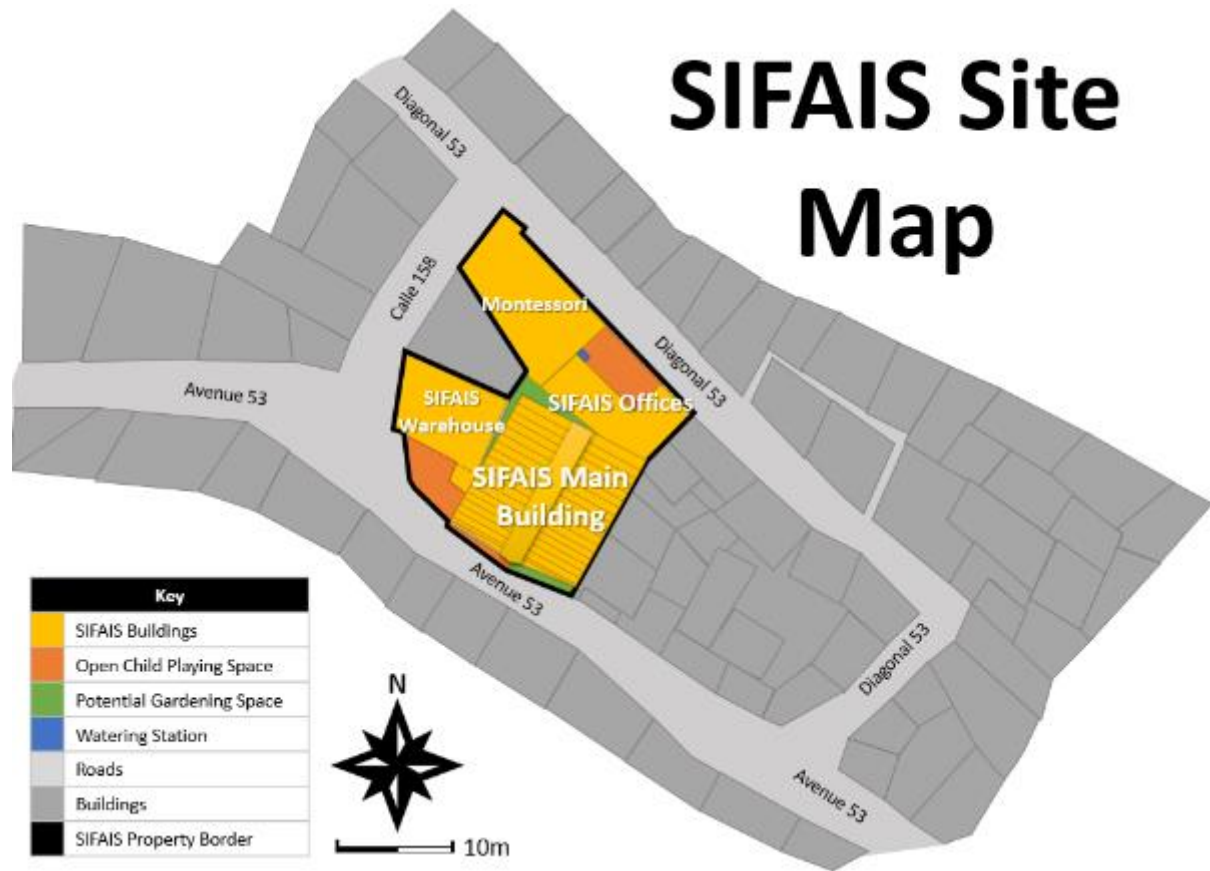 SIFAIS Site
Map
Diagonal 53
Calle 158
Montessori
Diagonal 53
Avenue 53
SIFAIS
Warehouse
SIFAIS Offices
SIFAIS Main
Building
Avenue 53
Diagonal 53
Avenue 53
Key
SIFAIS Buildings
Open Child Playing Space
Potential Gardening Space
Watering Station
Roads
Buildings
SIFAIS Property Border
N
10m